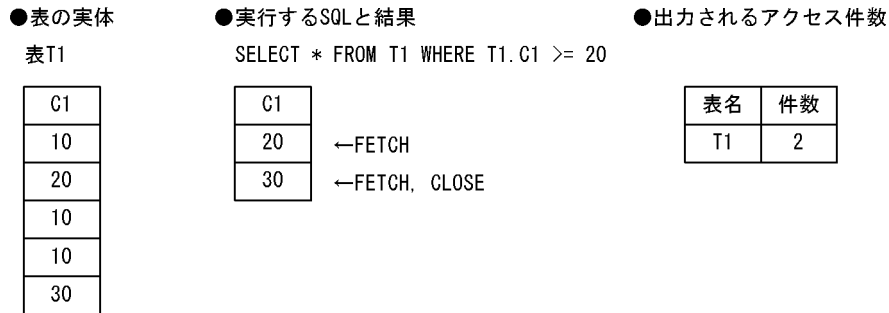 ●表の実体
表T1
C1
10
20
10
10
30
●実行するSQLと結果
SELECT * FROM T1 WHERE T1.C1 >= 20
C1
20 ←FETCH
30 ←FETCH, CLOSE
●出力されるアクセス件数
表名 件数
T1 2